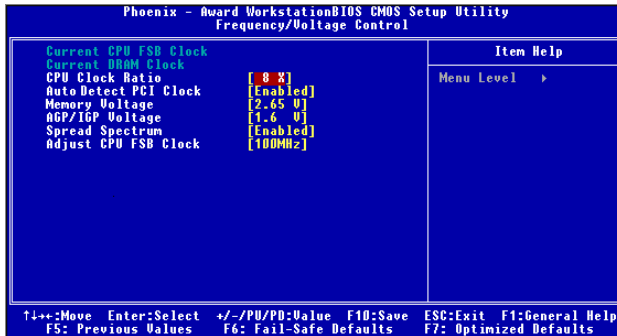 Phoenix - Award WorkstationBIOS CMOS Setup Utility
Frequency/Voltage Control
Current CPU FSB Clock
Current DRAM Clock
CPU Clock Ratio [ 8 X]
Auto Detect PCI Clock [Enabled]
Memory Voltage [2.65 V]
AGP/IGP Voltage [1.6 V]
Spread Spectrum [Enabled]
Adjust CPU FSB Clock [100MHz]
Item Help
Menu Level ▸
↑↓→←:Move Enter:Select +/-/PU/PD:Value F10:Save ESC:Exit F1:General Help
F5: Previous Values F6: Fail-Safe Defaults F7: Optimized Defaults